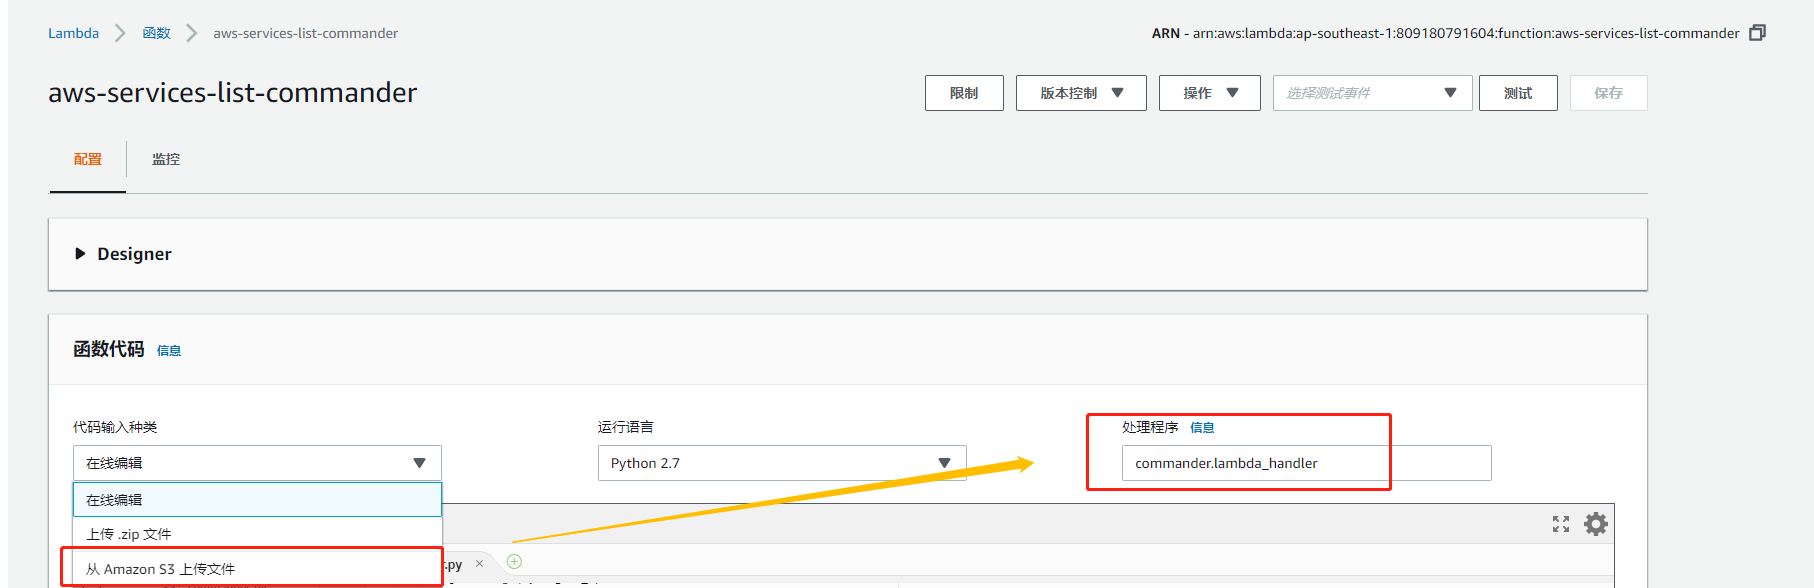 Lambda 函数 aws-services-list-commander
ARN - arn:aws:lambda:ap-southeast-1:809180791604:function:aws-services-list-commander
aws-services-list-commander
限制 版本控制 操作 选择测试事件 测试 保存
配置 监控
Designer
函数代码 信息
代码输入种类 运行语言 处理程序 信息
在线编辑 Python 2.7 commander.lambda_handler
在线编辑
上传 .zip 文件
从 Amazon S3 上传文件
r.py